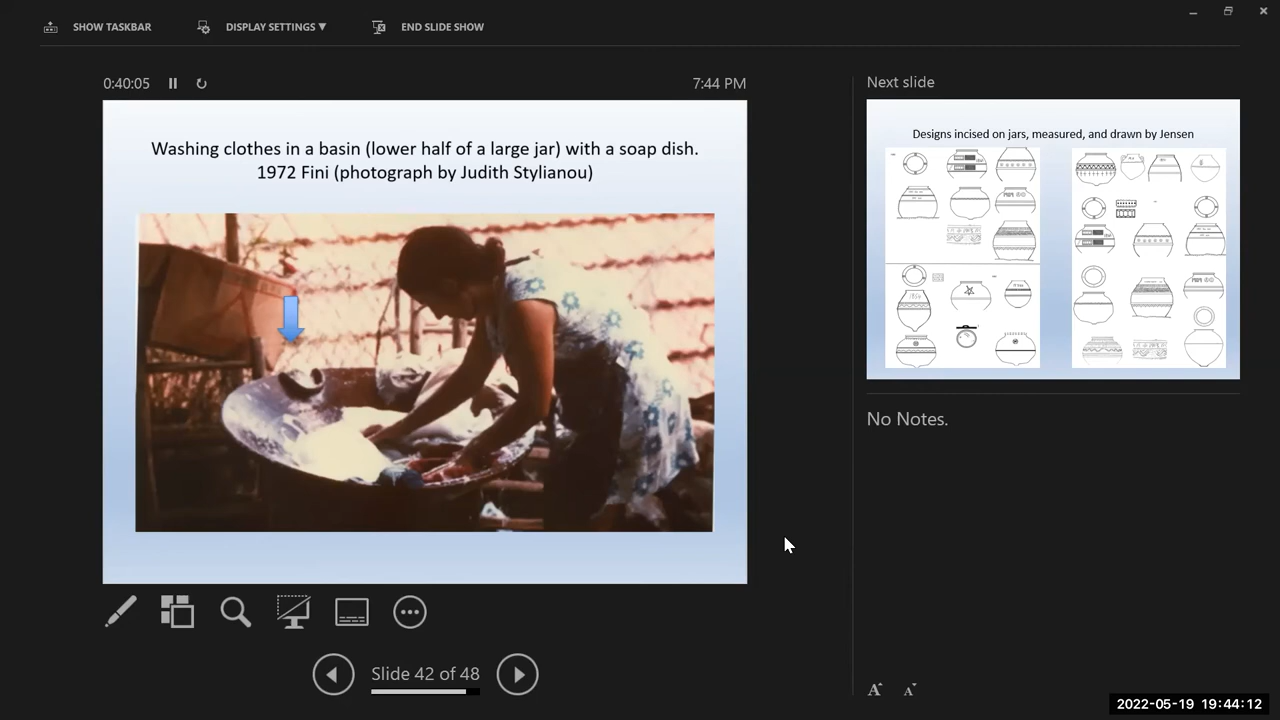 SHOW TASKBAR
DISPLAY SETTINGS ▼
END SLIDE SHOW
0:40:05
7:44 PM
Washing clothes in a basin (lower half of a large jar) with a soap dish.
1972 Fini (photograph by Judith Stylianou)
Slide 42 of 48
Next slide
Designs incised on jars, measured, and drawn by Jensen
No Notes.
A A
2022-05-19 19:44:12